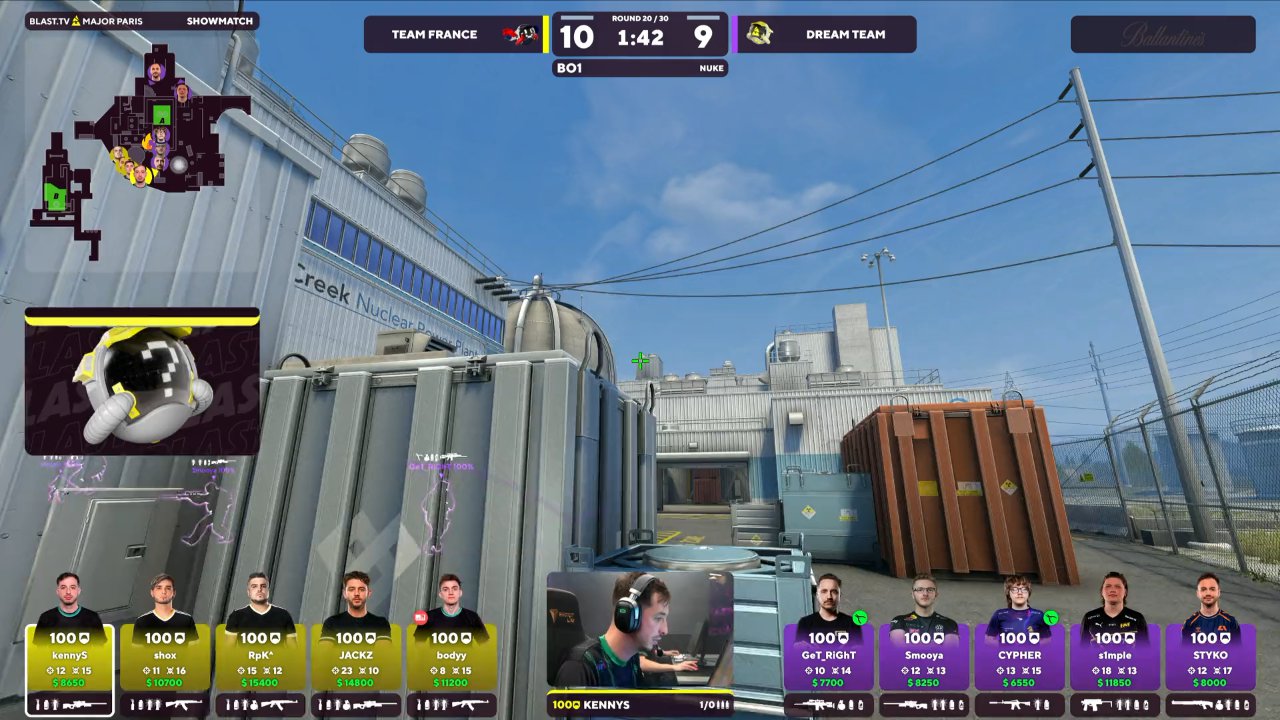 BLAST.TV MAJOR PARIS SHOWMATCH
TEAM FRANCE
10
ROUND 20 / 30
1:42
9
DREAM TEAM
BO1 NUKE
Ballantine's
Creek Nuclear Power Plant
Smooya 100%
GeT_RiGhT 100%
100 100 100 100 100
kennyS shox RpK^ JACKZ bodyy
12 15 11 16 15 12 23 10 8 15
$8650 $10700 $15400 $14800 $11200
100 KENNYS 1/0
100 100 100 100 100
GeT_RiGhT Smooya CYPHER s1mple STYKO
10 14 12 13 13 15 18 13 12 17
$7700 $8250 $6550 $11850 $8000